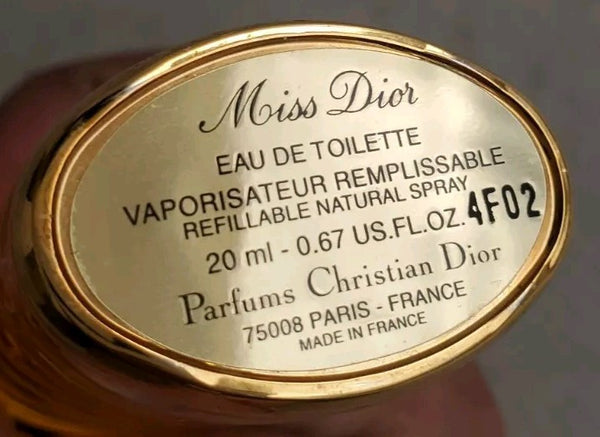 Miss Dior
EAU DE TOILETTE
VAPORISATEUR REMPLISSABLE
REFILLABLE NATURAL SPRAY
20 ml - 0.67 US.FL.OZ. 4F02
Parfums Christian Dior
75008 PARIS - FRANCE
MADE IN FRANCE